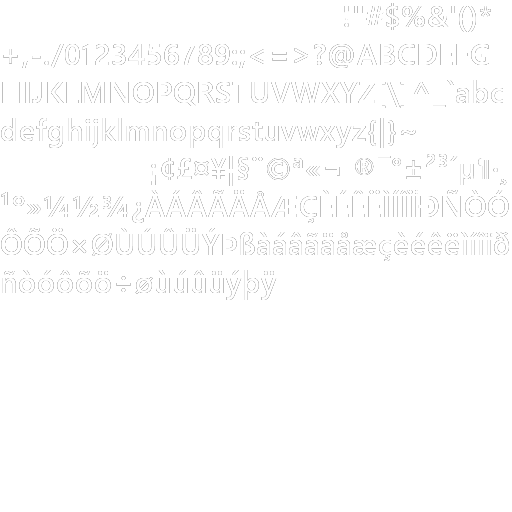 !"#$%&'()*
+,-./0123456789:;<=>?@ABCDEFG
HIJKLMNOPQRSTUVWXYZ[\]^_`abc
defghijklmnopqrstuvwxyz{|}~
¡¢£¤¥¦§¨©ª«¬­®¯°±²³´µ¶·¸
¹º»¼½¾¿ÀÁÂÃÄÅÆÇÈÉÊËÌÍÎÏÐÑÒÓ
ÔÕÖ×ØÙÚÛÜÝÞßàáâãäåæçèéêëìíîïð
ñòóôõö÷øùúûüýþÿ